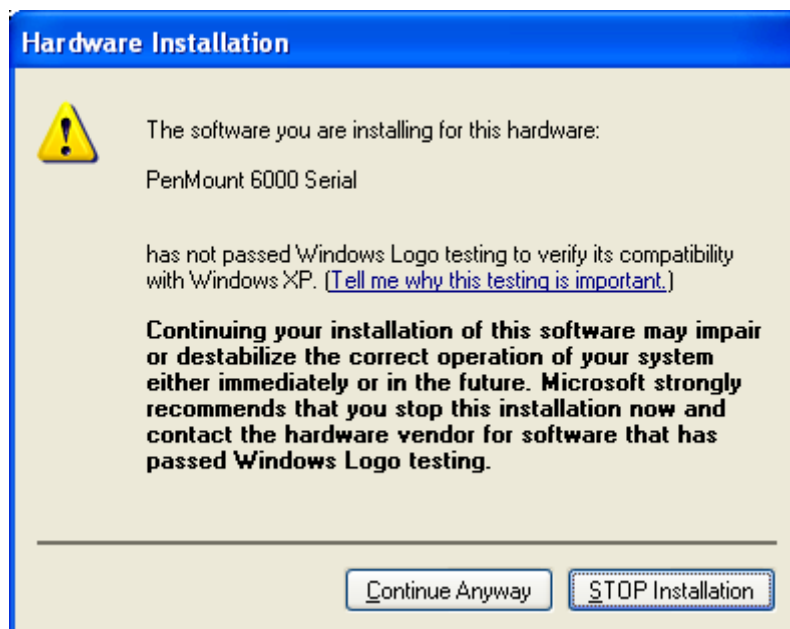 Hardware Installation
The software you are installing for this hardware:
PenMount 6000 Serial
has not passed Windows Logo testing to verify its compatibility
with Windows XP. (Tell me why this testing is important.)
Continuing your installation of this software may impair
or destabilize the correct operation of your system
either immediately or in the future. Microsoft strongly
recommends that you stop this installation now and
contact the hardware vendor for software that has
passed Windows Logo testing.
Continue Anyway STOP Installation